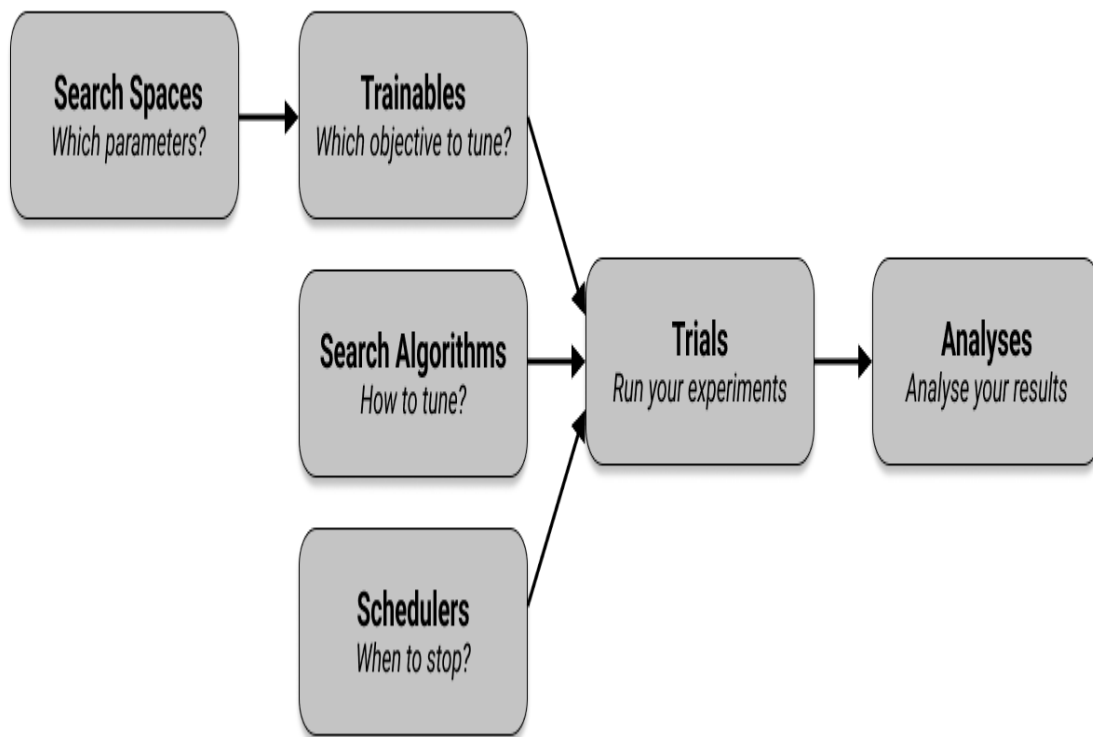 Search Spaces
Which parameters?
Trainables
Which objective to tune?
Search Algorithms
How to tune?
Schedulers
When to stop?
Trials
Run your experiments
Analyses
Analyse your results